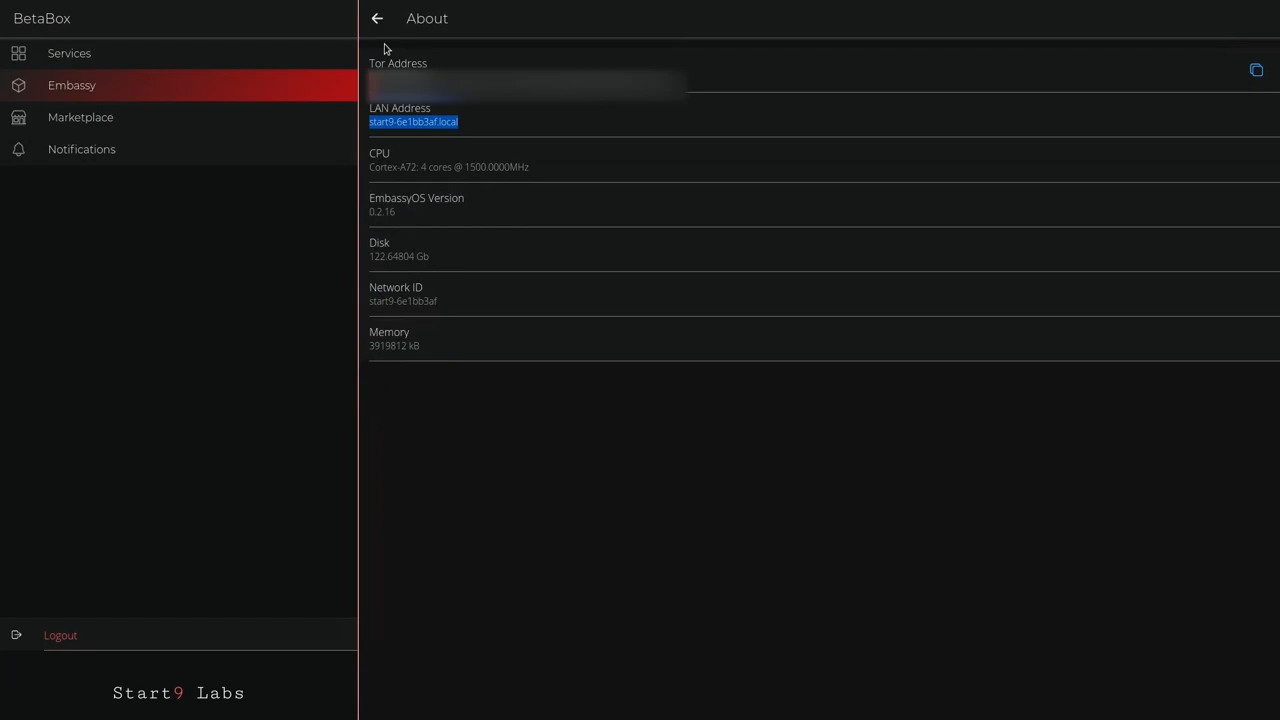 BetaBox
Services
Embassy
Marketplace
Notifications
Logout
Start9 Labs
About
Tor Address
LAN Address
start9-6e1bb3af.local
CPU
Cortex-A72: 4 cores @ 1500.0000MHz
EmbassyOS Version
0.2.16
Disk
122.64804 Gb
Network ID
start9-6e1bb3af
Memory
3919812 kB